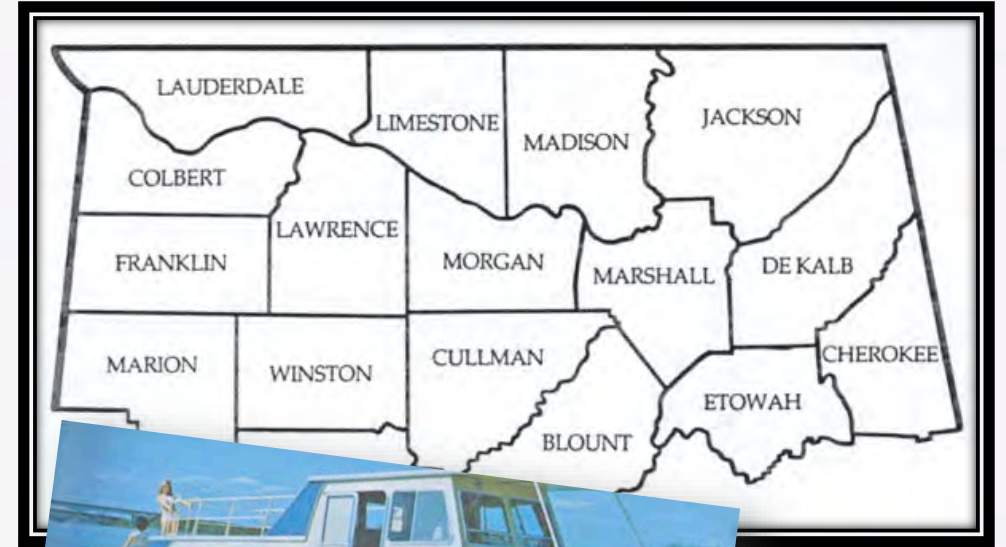 LAUDERDALE
LIMESTONE
MADISON
JACKSON
COLBERT
LAWRENCE
FRANKLIN
MORGAN
MARSHALL
DE KALB
MARION
WINSTON
CULLMAN
CHEROKEE
ETOWAH
BLOUNT